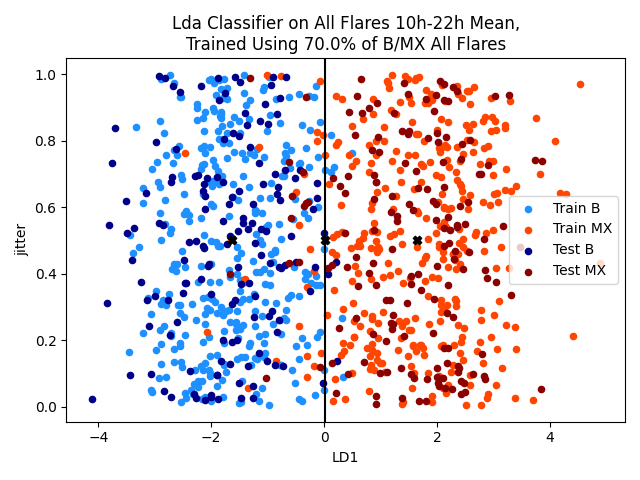 Lda Classifier on All Flares 10h-22h Mean,
Trained Using 70.0% of B/MX All Flares
1.0
0.8
0.6
0.4
0.2
0.0
jitter
Train B
Train MX
Test B
Test MX
−4
−2
0
2
4
LD1